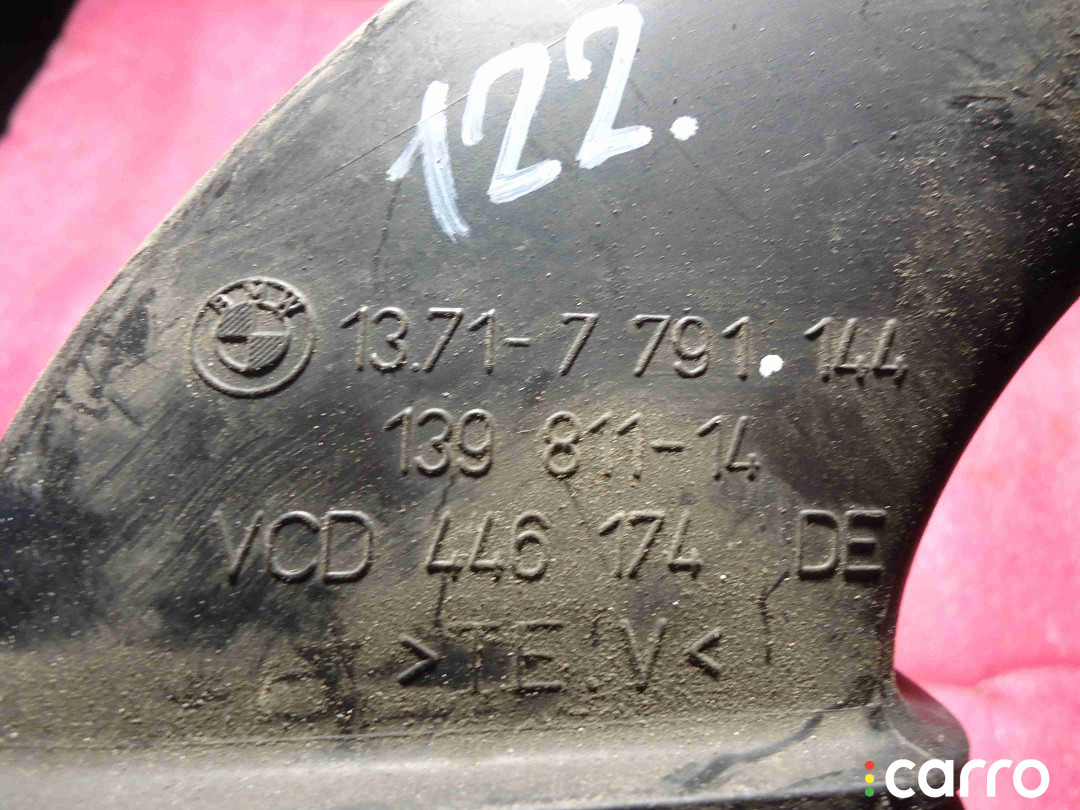 122.
BMW 13.71-7 791.144
139 811-14
VCD 446 174 DE
>TE.V<
carro